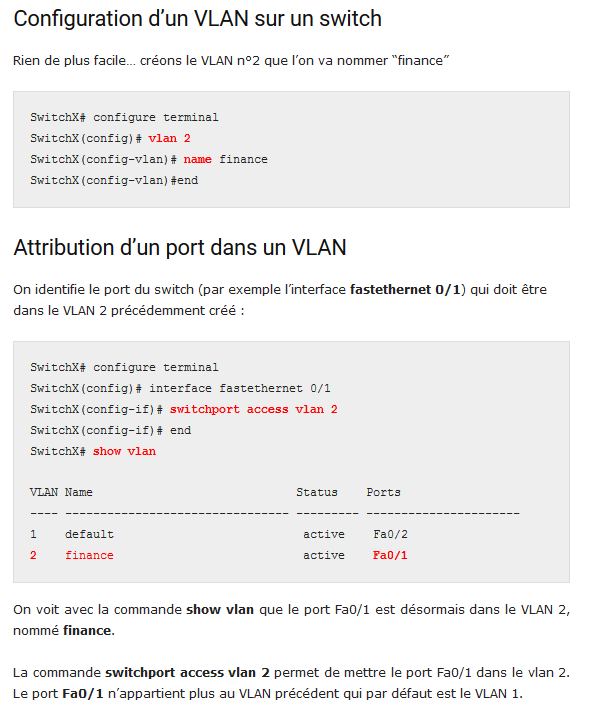 Configuration d’un VLAN sur un switch
Rien de plus facile… créons le VLAN n°2 que l’on va nommer “finance”
SwitchX# configure terminal
SwitchX(config)# vlan 2
SwitchX(config-vlan)# name finance
SwitchX(config-vlan)#end
Attribution d’un port dans un VLAN
On identifie le port du switch (par exemple l’interface fastethernet 0/1) qui doit être
dans le VLAN 2 précédemment créé :
SwitchX# configure terminal
SwitchX(config)# interface fastethernet 0/1
SwitchX(config-if)# switchport access vlan 2
SwitchX(config-if)# end
SwitchX# show vlan
VLAN Name                             Status    Ports
---- -------------------------------- --------- ----------------------
1    default                           active    Fa0/2
2    finance                           active    Fa0/1
On voit avec la commande show vlan que le port Fa0/1 est désormais dans le VLAN 2,
nommé finance.
La commande switchport access vlan 2 permet de mettre le port Fa0/1 dans le vlan 2.
Le port Fa0/1 n’appartient plus au VLAN précédent qui par défaut est le VLAN 1.